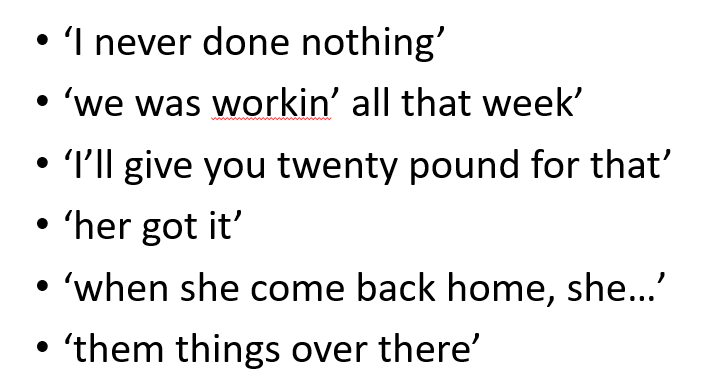 • ‘I never done nothing’
• ‘we was workin’ all that week’
• ‘I’ll give you twenty pound for that’
• ‘her got it’
• ‘when she come back home, she…’
• ‘them things over there’